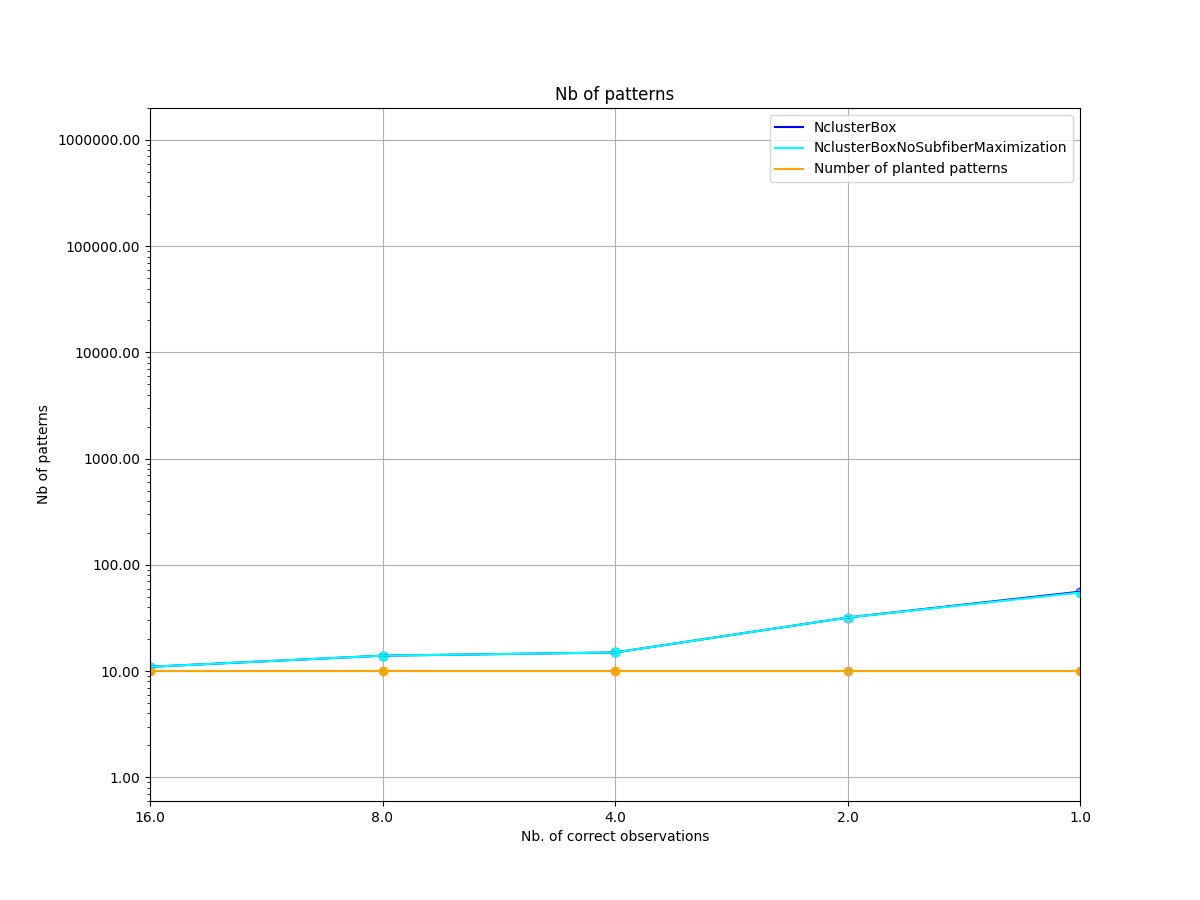 Nb of patterns
NclusterBox
NclusterBoxNoSubfiberMaximization
Number of planted patterns
1000000.00
100000.00
10000.00
1000.00
100.00
10.00
1.00
Nb of patterns
16.0 8.0 4.0 2.0 1.0
Nb. of correct observations